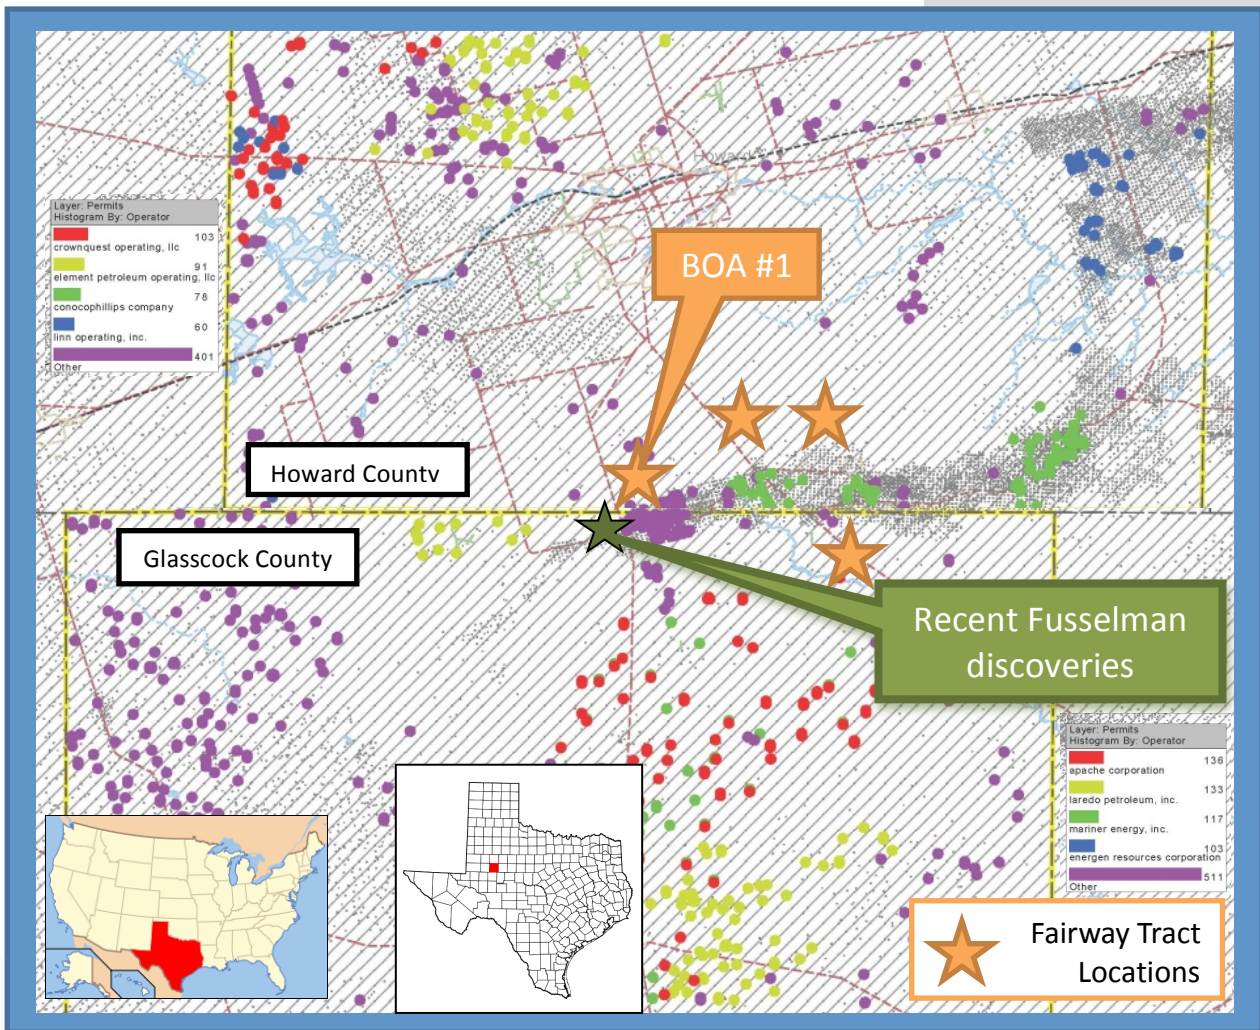 Howard
Layer: Permits
Histogram By: Operator
103
crownquest operating, llc
91
element petroleum operating, llc
78
conocophillips company
60
linn operating, inc.
401
Other
BOA #1
Howard County
Glasscock County
Recent Fusselman
discoveries
Layer: Permits
Histogram By: Operator
136
apache corporation
133
laredo petroleum, inc.
117
mariner energy, inc.
103
energen resources corporation
511
Other
Fairway Tract
Locations